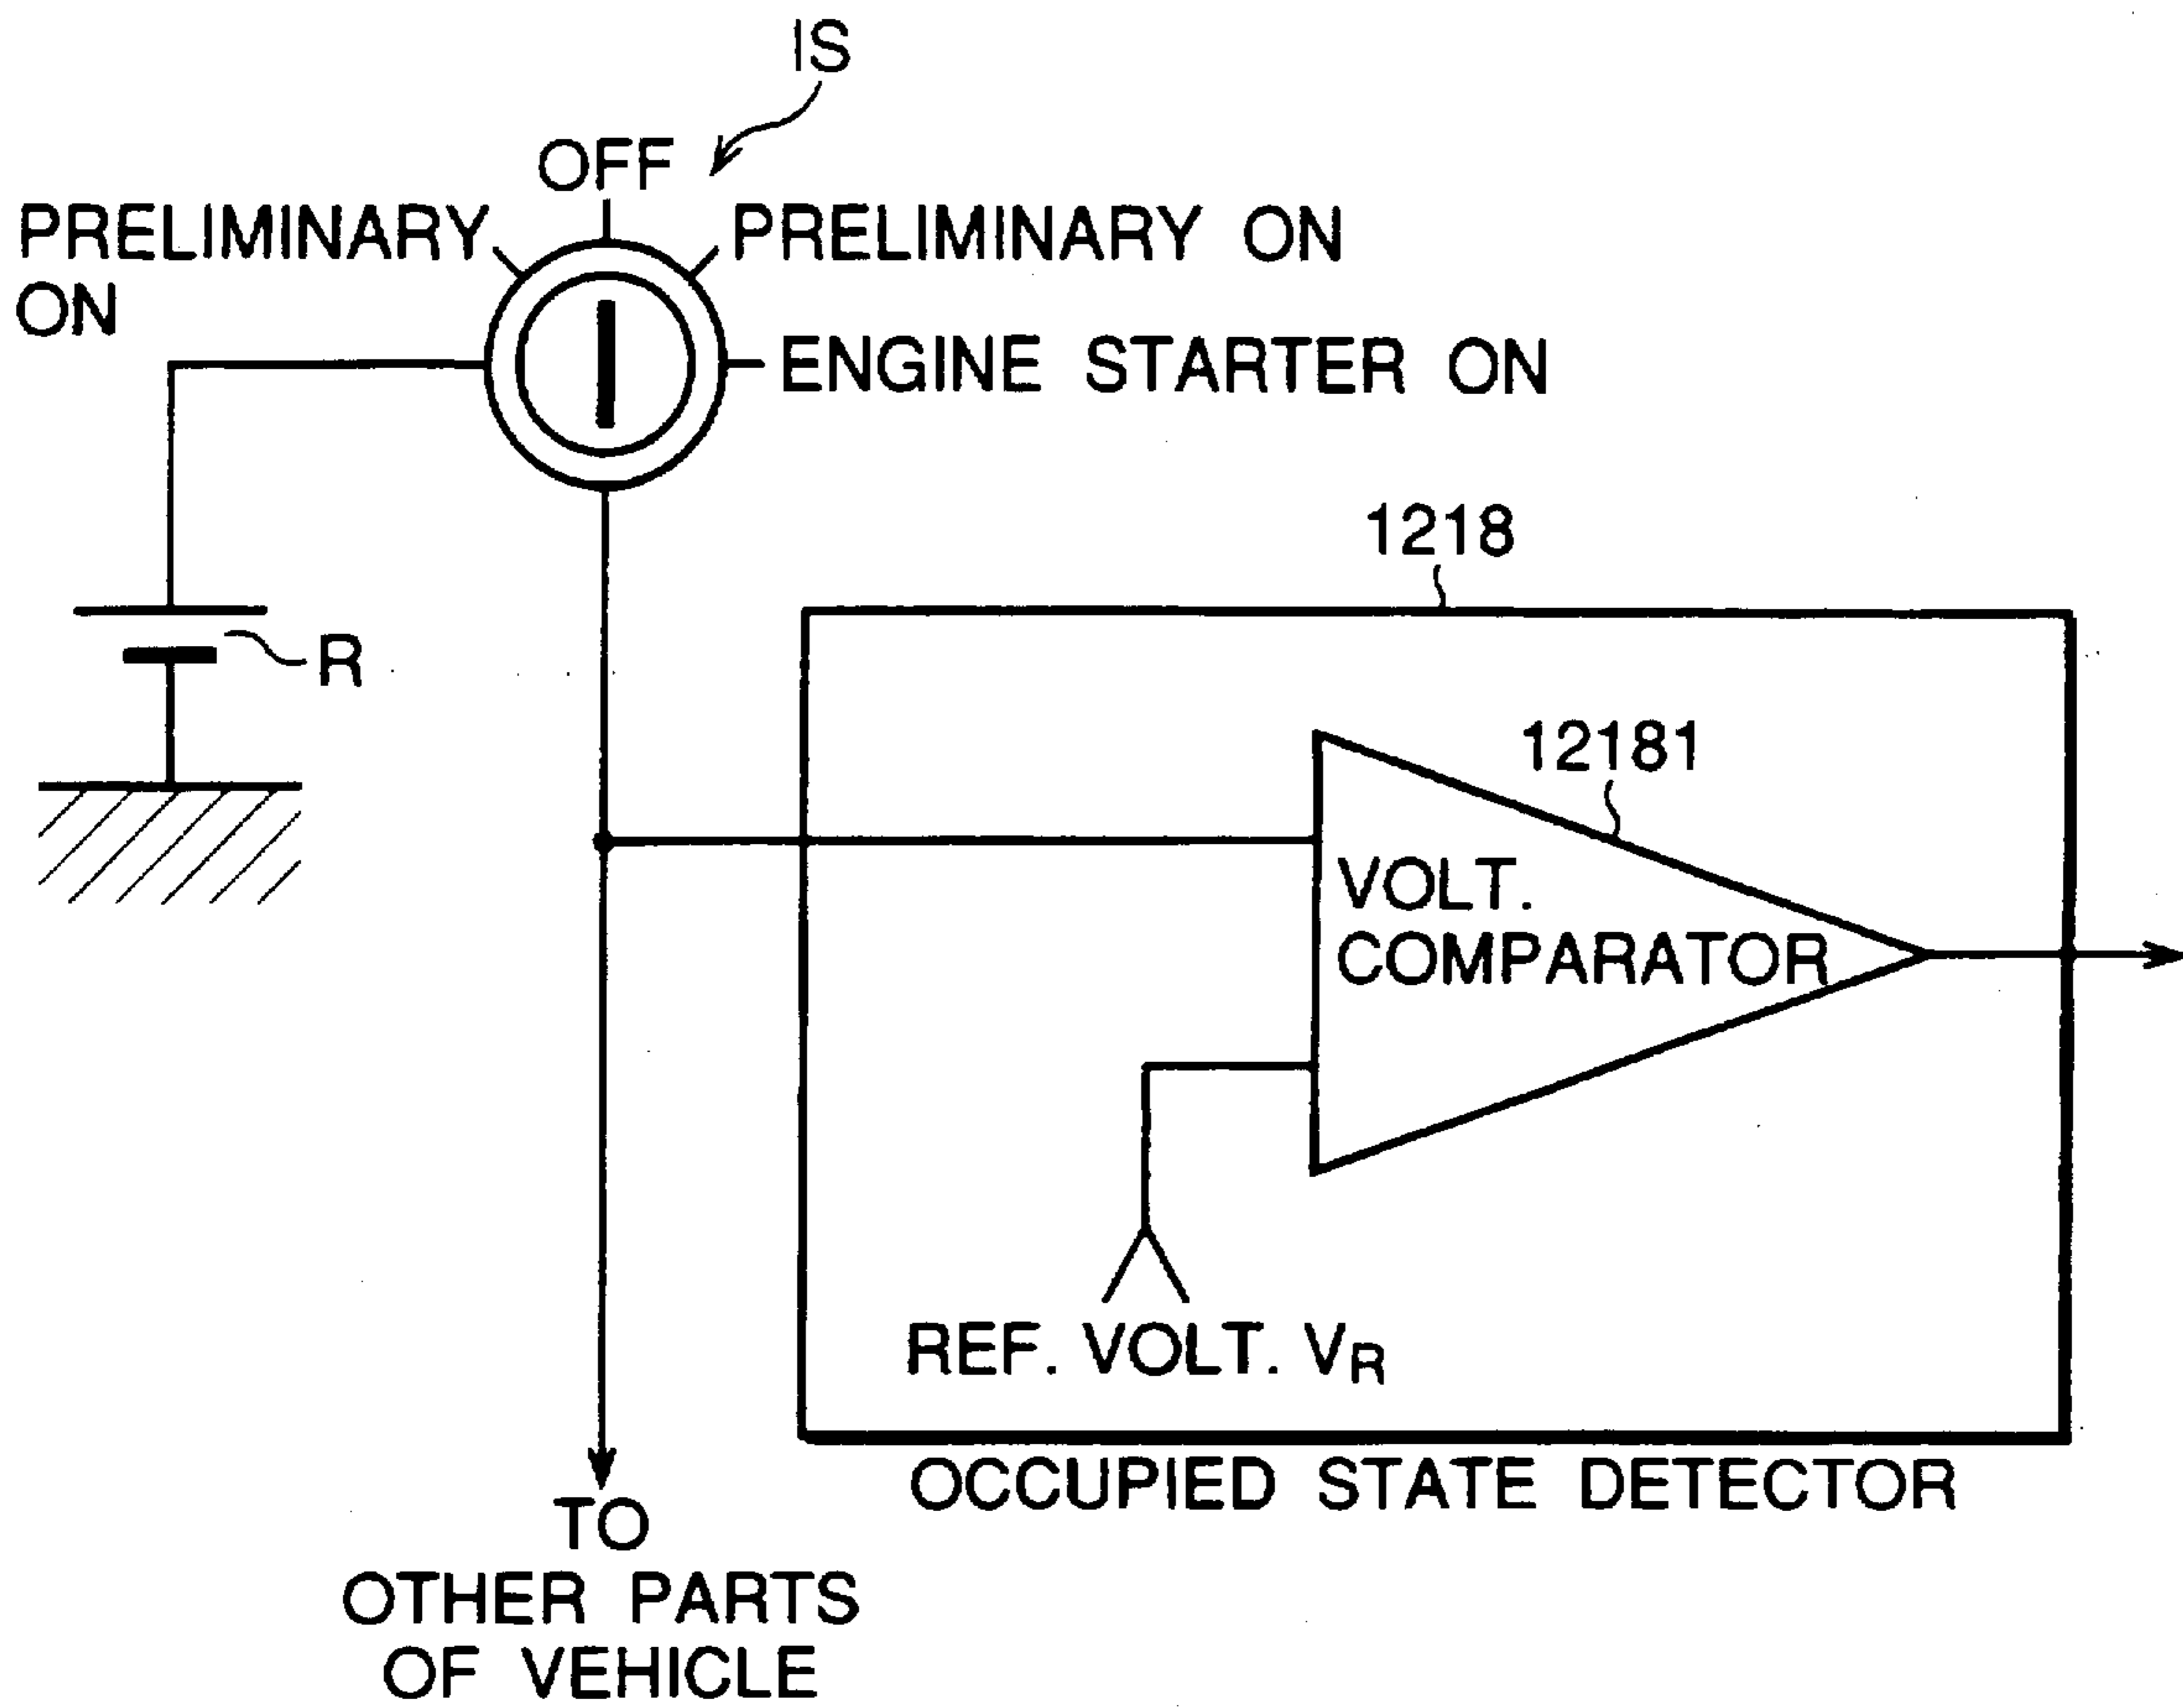 IS
OFF
PRELIMINARY
ON
PRELIMINARY ON
ENGINE STARTER ON
R
1218
12181
VOLT.
COMPARATOR
REF. VOLT. VR
OCCUPIED STATE DETECTOR
TO
OTHER PARTS
OF VEHICLE